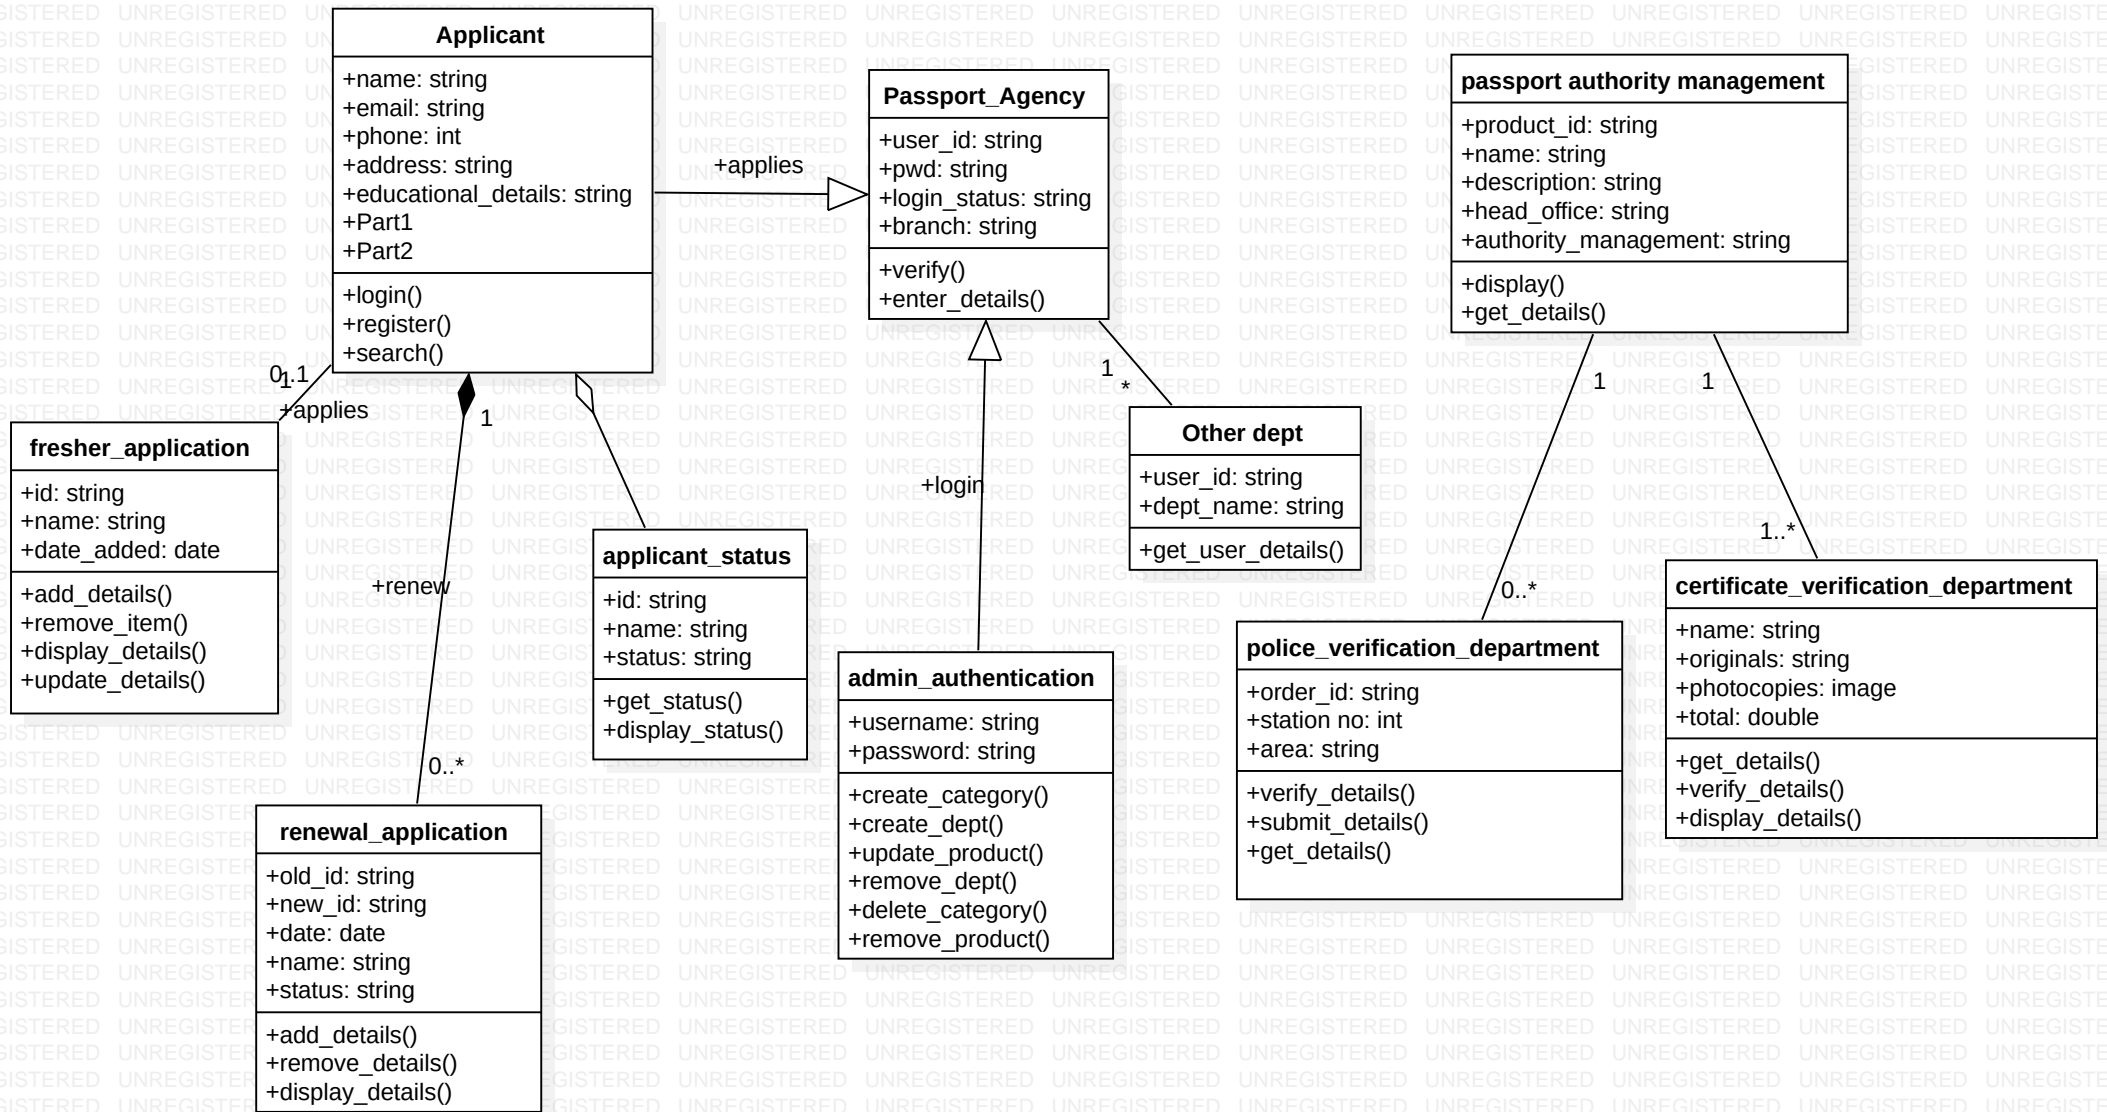 Applicant
+name: string
+email: string
+phone: int
+address: string
+educational_details: string
+Part1
+Part2
+login()
+register()
+search()
+applies
Passport_Agency
+user_id: string
+pwd: string
+login_status: string
+branch: string
+verify()
+enter_details()
passport authority management
+product_id: string
+name: string
+description: string
+head_office: string
+authority_management: string
+display()
+get_details()
0..1
1
+applies
1
1
*
1
1
fresher_application
+id: string
+name: string
+date_added: date
+add_details()
+remove_item()
+display_details()
+update_details()
+renew
0..*
applicant_status
+id: string
+name: string
+status: string
+get_status()
+display_status()
+login
Other dept
+user_id: string
+dept_name: string
+get_user_details()
0..*
1..*
admin_authentication
+username: string
+password: string
+create_category()
+create_dept()
+update_product()
+remove_dept()
+delete_category()
+remove_product()
police_verification_department
+order_id: string
+station no: int
+area: string
+verify_details()
+submit_details()
+get_details()
certificate_verification_department
+name: string
+originals: string
+photocopies: image
+total: double
+get_details()
+verify_details()
+display_details()
renewal_application
+old_id: string
+new_id: string
+date: date
+name: string
+status: string
+add_details()
+remove_details()
+display_details()
UNREGISTERED